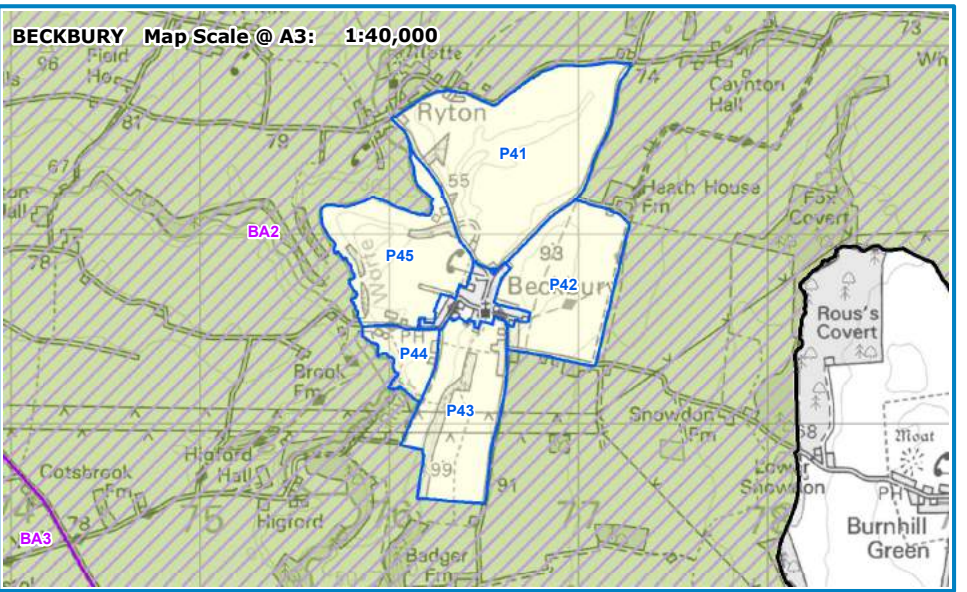 BECKBURY Map Scale @ A3: 1:40,000
73
96
Field
74
Caynton
Hall
Ryton
81
79
P41
67
55
Heath House
Fm
Fox
Covert
BA2
78
P45
93
Beckbury
P42
Worfe
Rous's
Covert
PH
P44
Brook
Fm
P43
Snowdon
Fm
68
Moat
Higford
Hall
Cotsbrook
Fm
99
91
Lower
Snowdon
PH
74
78
75
Higford
76
77
Burnhill
Green
BA3
Badger
Fm